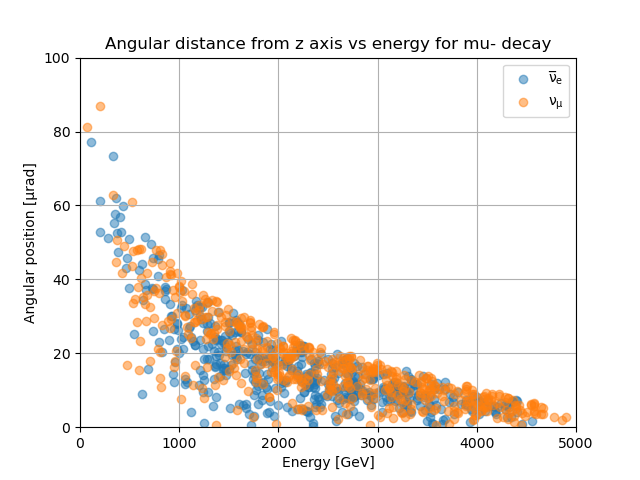 Angular distance from z axis vs energy for mu- decay
Angular position [μrad]
100
80
60
40
20
0
0 1000 2000 3000 4000 5000
Energy [GeV]
ν̅e
νμ